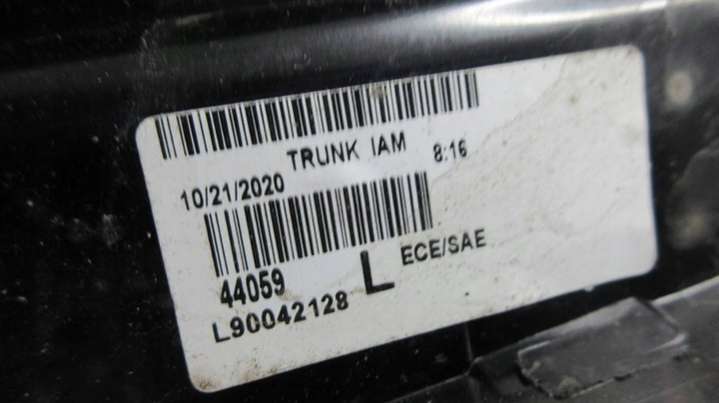 TRUNK IAM
10/21/2020 8:16
44059 L ECE/SAE
L90042128